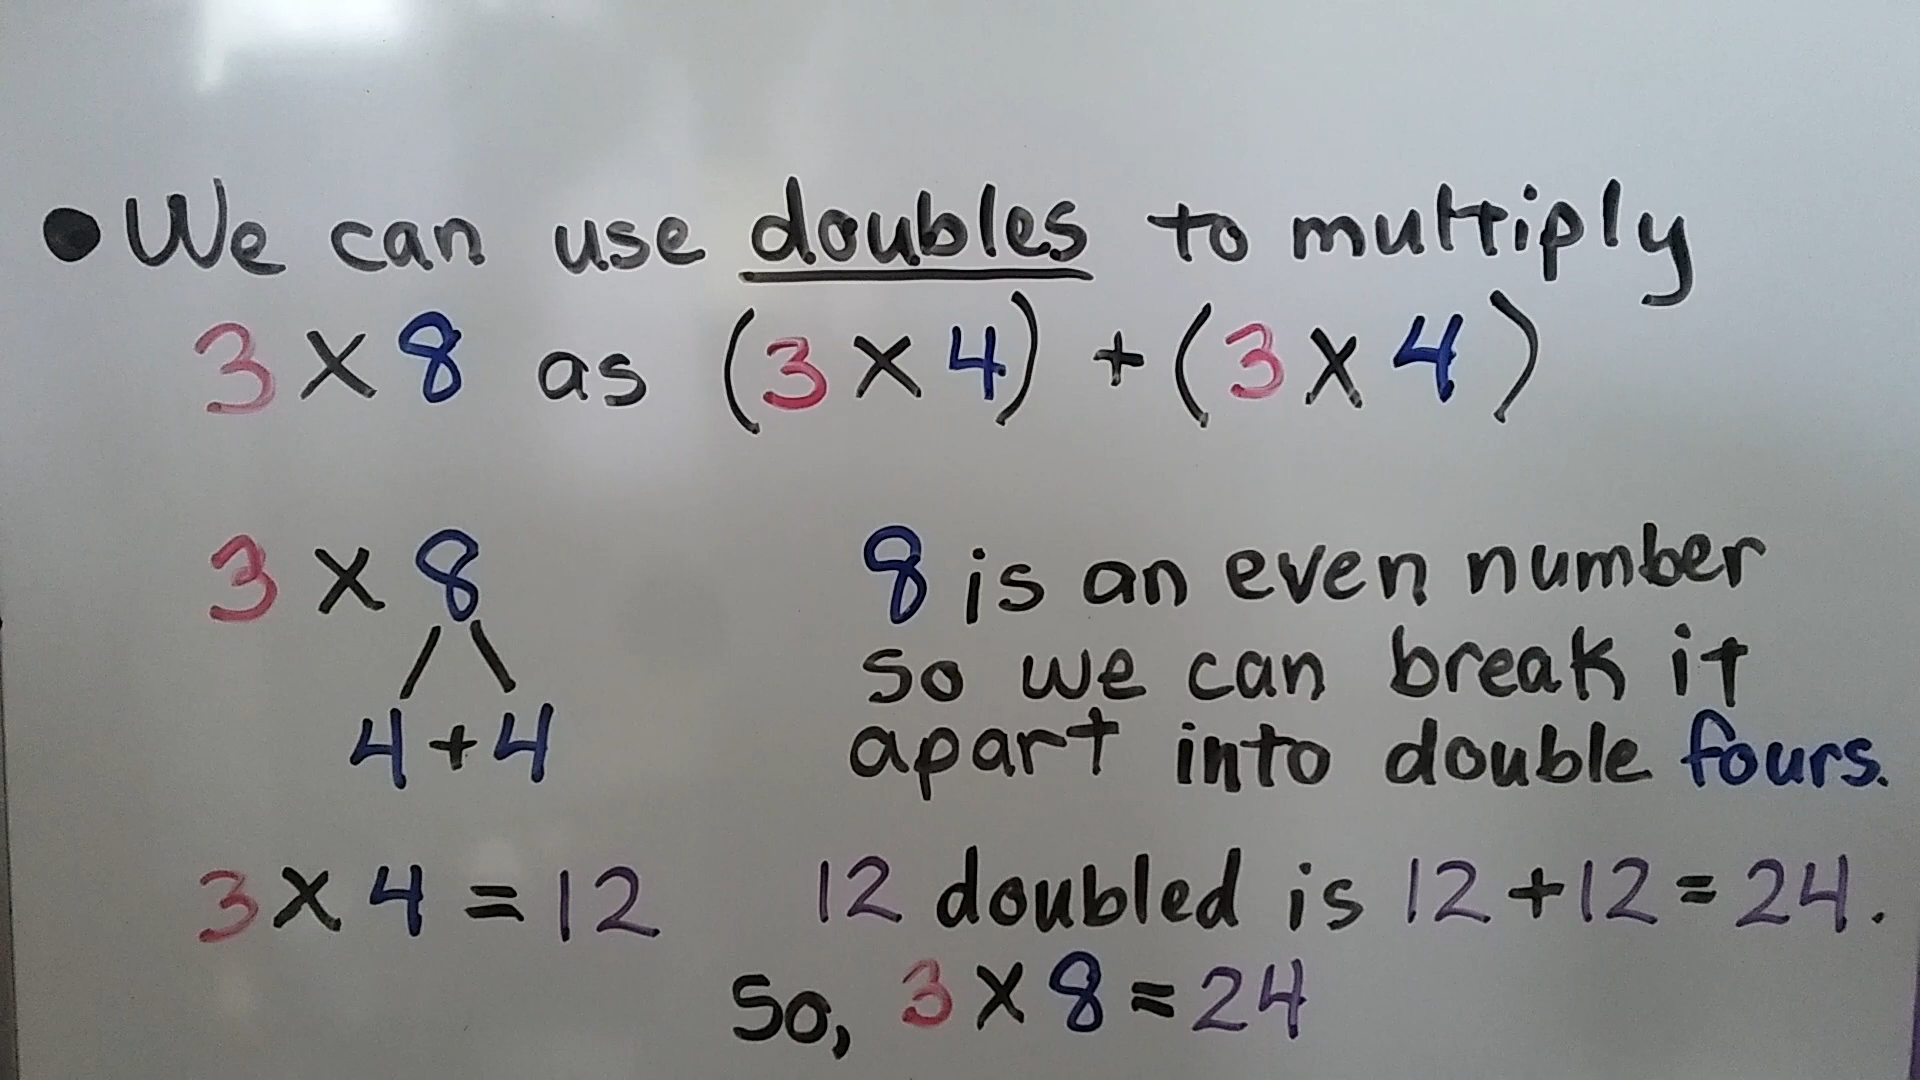 • We can use doubles to multiply
3 × 8 as (3 × 4) + (3 × 4)
3 × 8
4 + 4
8 is an even number
so we can break it
apart into double fours.
3 × 4 = 12
12 doubled is 12 + 12 = 24.
So, 3 × 8 = 24